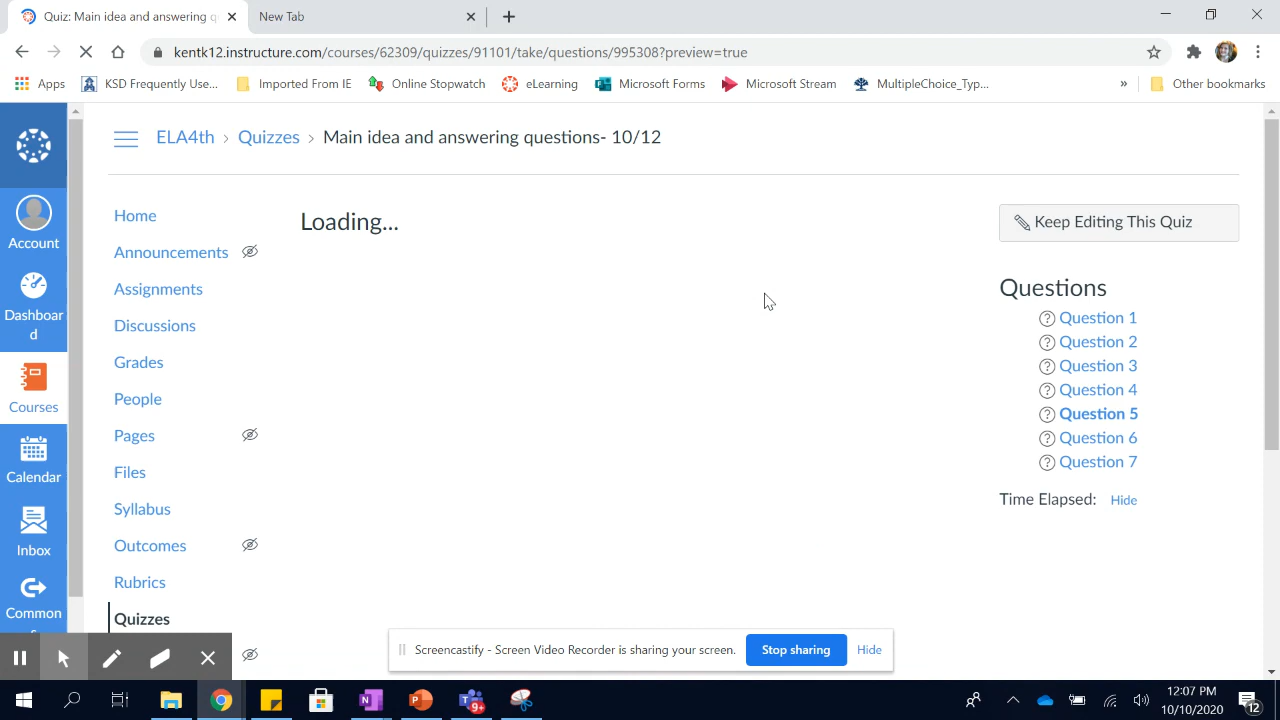 Quiz: Main idea and answering q
New Tab
kentk12.instructure.com/courses/62309/quizzes/91101/take/questions/995308?preview=true
Apps
KSD Frequently Use...
Imported From IE
Online Stopwatch
eLearning
Microsoft Forms
Microsoft Stream
MultipleChoice_Typ...
»
Other bookmarks
ELA4th › Quizzes › Main idea and answering questions- 10/12
Account
Dashboar
d
Courses
Calendar
Inbox
Common
s
Home
Announcements
Assignments
Discussions
Grades
People
Pages
Files
Syllabus
Outcomes
Rubrics
Quizzes
Loading...
Keep Editing This Quiz
Questions
Question 1
Question 2
Question 3
Question 4
Question 5
Question 6
Question 7
Time Elapsed: Hide
Screencastify - Screen Video Recorder is sharing your screen.
Stop sharing
Hide
9+
12:07 PM
10/10/2020
12